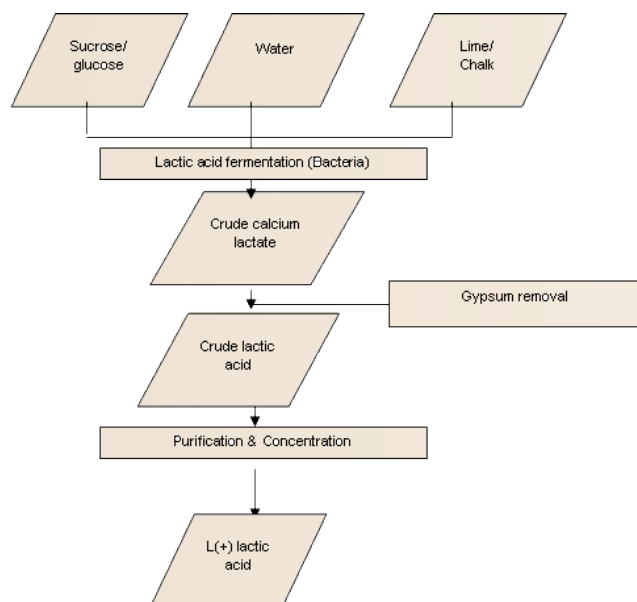 Sucrose/
glucose
Water
Lime/
Chalk
Lactic acid fermentation (Bacteria)
Crude calcium
lactate
Gypsum removal
Crude lactic
acid
Purification & Concentration
L(+) lactic
acid